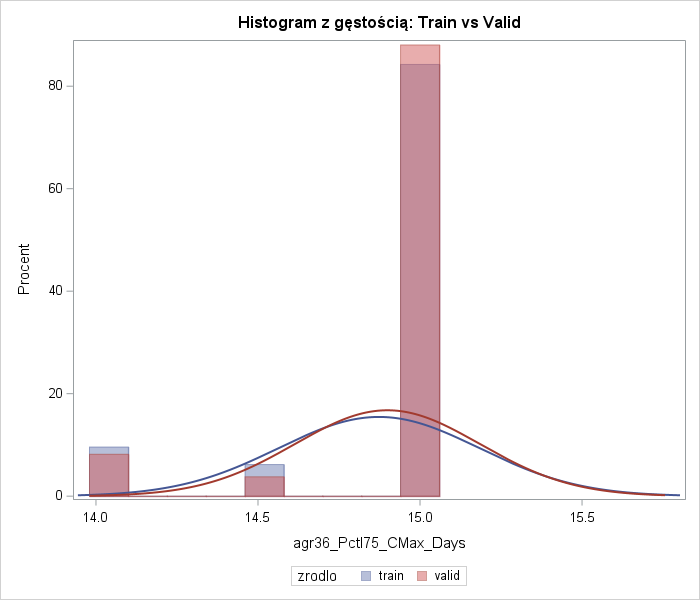 Histogram z gęstością: Train vs Valid
Procent
80
60
40
20
0
14.0 14.5 15.0 15.5
agr36_Pctl75_CMax_Days
zrodlo train valid